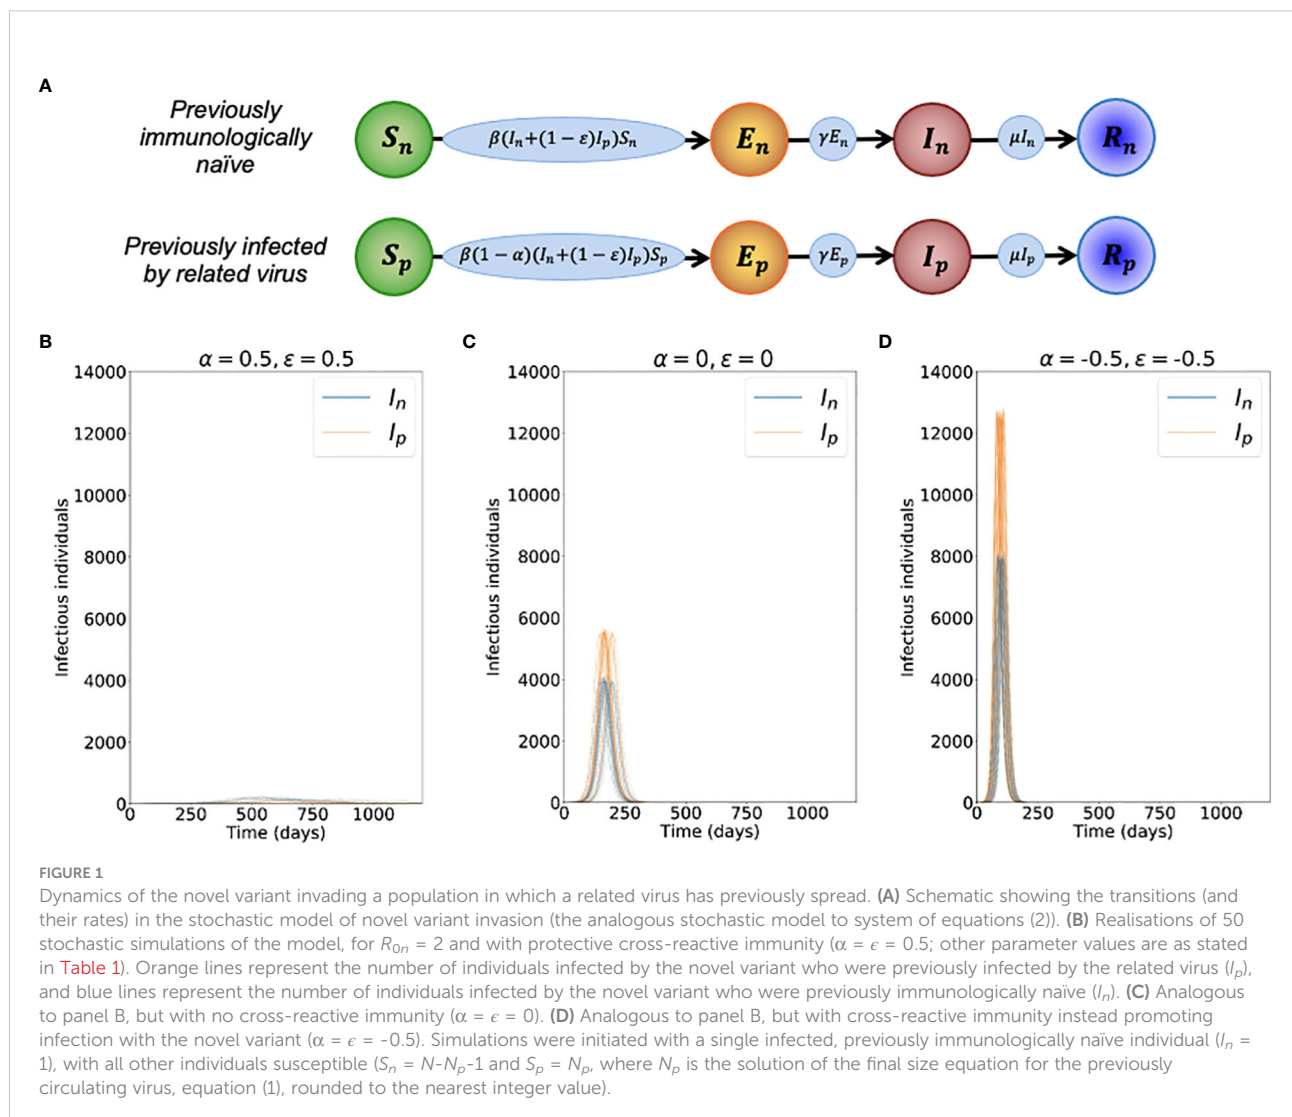 A
Previously
immunologically
naïve
Sₙ
β(Iₙ+(1 − ε)Iₚ)Sₙ
Eₙ
γEₙ
Iₙ
μIₙ
Rₙ
Previously infected
by related virus
Sₚ
β(1 − α)(Iₙ+(1 − ε)Iₚ)Sₚ
Eₚ
γEₚ
Iₚ
μIₚ
Rₚ
B
α = 0.5, ε = 0.5
Infectious individuals
14000
12000
10000
8000
6000
4000
2000
0
Iₙ
Iₚ
0 250 500 750 1000
Time (days)
C
α = 0, ε = 0
Infectious individuals
14000
12000
10000
8000
6000
4000
2000
0
Iₙ
Iₚ
0 250 500 750 1000
Time (days)
D
α = -0.5, ε = -0.5
Infectious individuals
14000
12000
10000
8000
6000
4000
2000
0
Iₙ
Iₚ
0 250 500 750 1000
Time (days)
FIGURE 1
Dynamics of the novel variant invading a population in which a related virus has previously spread. (A) Schematic showing the transitions (and
their rates) in the stochastic model of novel variant invasion (the analogous stochastic model to system of equations (2)). (B) Realisations of 50
stochastic simulations of the model, for R₀ₙ = 2 and with protective cross-reactive immunity (α = ϵ = 0.5; other parameter values are as stated
in Table 1). Orange lines represent the number of individuals infected by the novel variant who were previously infected by the related virus (Iₚ),
and blue lines represent the number of individuals infected by the novel variant who were previously immunologically naïve (Iₙ). (C) Analogous
to panel B, but with no cross-reactive immunity (α = ϵ = 0). (D) Analogous to panel B, but with cross-reactive immunity instead promoting
infection with the novel variant (α = ϵ = -0.5). Simulations were initiated with a single infected, previously immunologically naïve individual (Iₙ =
1), with all other individuals susceptible (Sₙ = N-Nₚ-1 and Sₚ = Nₚ, where Nₚ is the solution of the final size equation for the previously
circulating virus, equation (1), rounded to the nearest integer value).